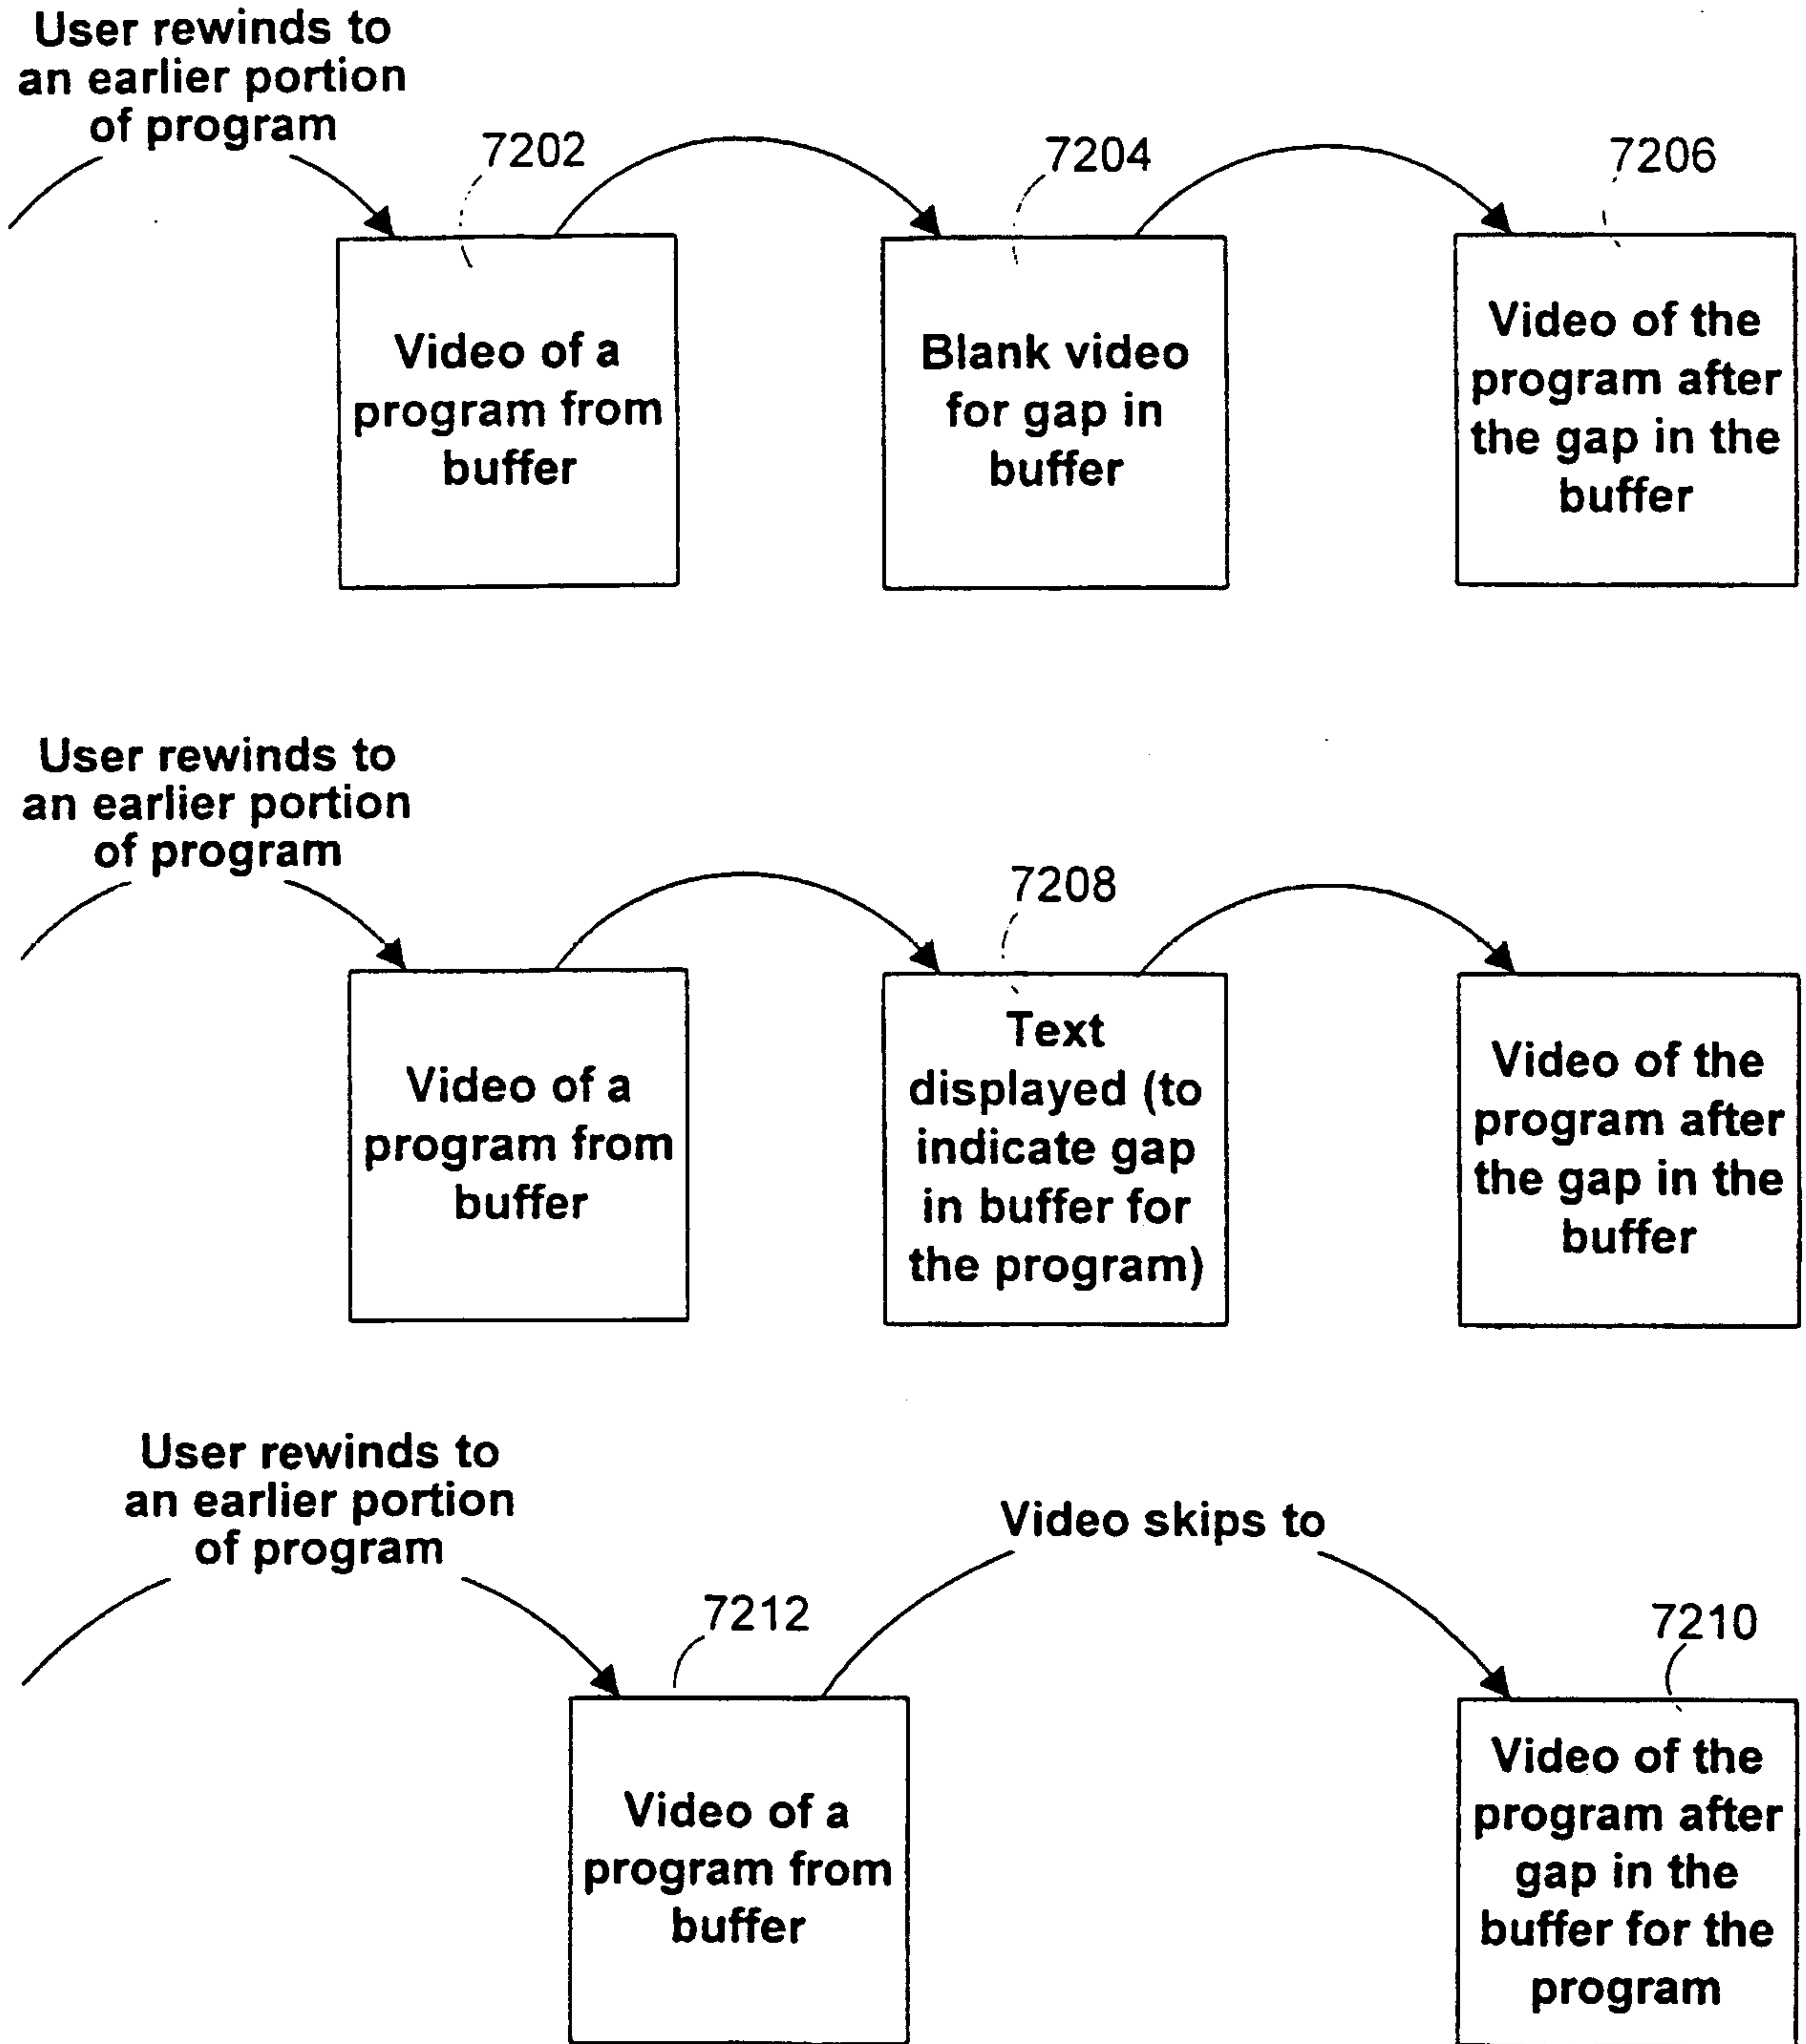 User rewinds to
an earlier portion
of program
7202
7204
7206
Video of a
program from
buffer
Blank video
for gap in
buffer
Video of the
program after
the gap in the
buffer
User rewinds to
an earlier portion
of program
7208
Video of a
program from
buffer
Text
displayed (to
indicate gap
in buffer for
the program)
Video of the
program after
the gap in the
buffer
User rewinds to
an earlier portion
of program
Video skips to
7212
7210
Video of a
program from
buffer
Video of the
program after
gap in the
buffer for the
program